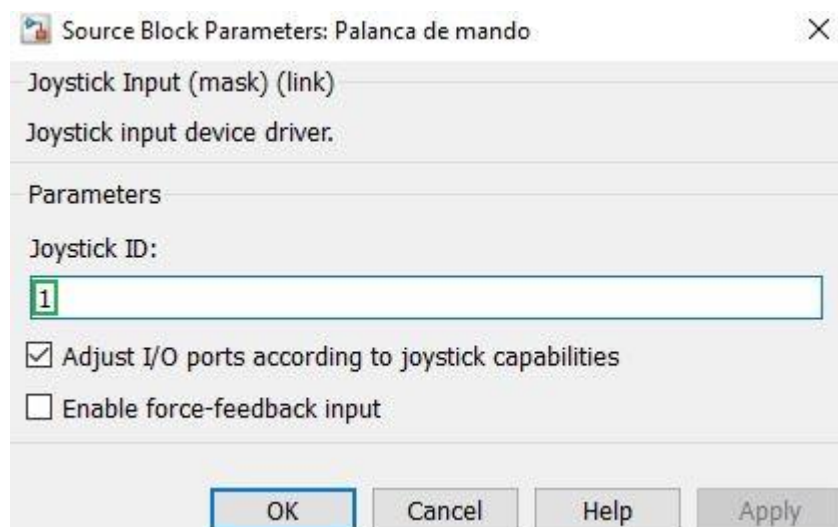 Source Block Parameters: Palanca de mando
Joystick Input (mask) (link)
Joystick input device driver.
Parameters
Joystick ID:
1
Adjust I/O ports according to joystick capabilities
Enable force-feedback input
OK Cancel Help Apply